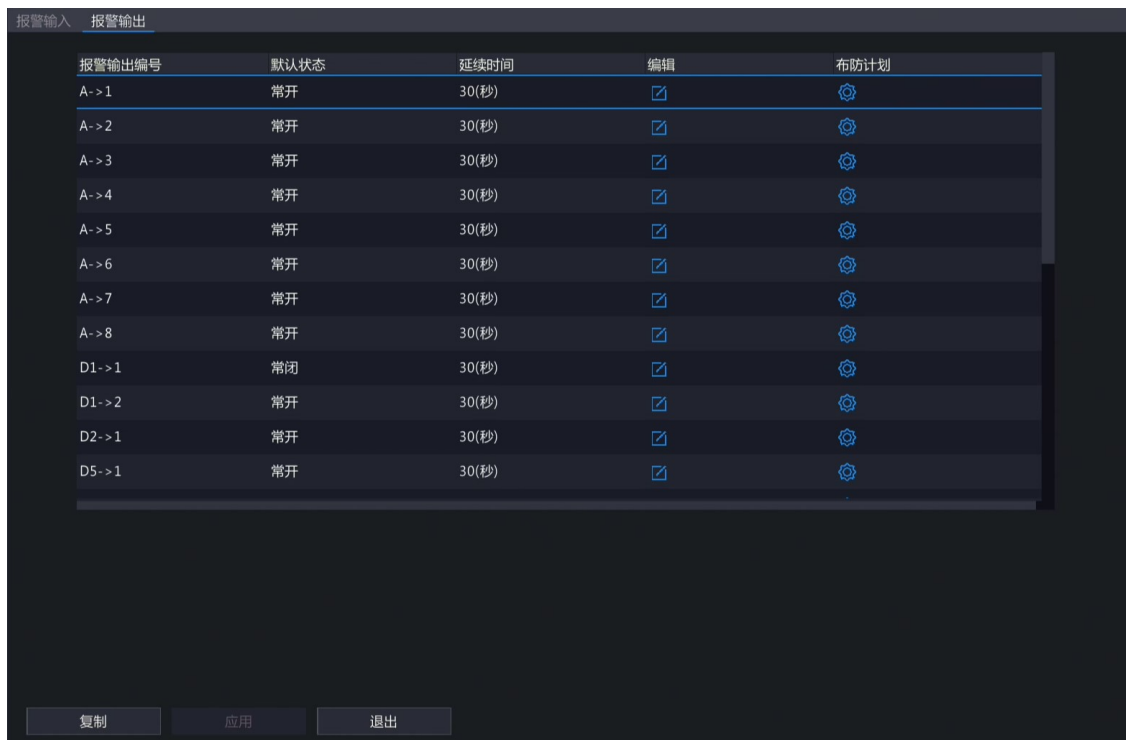 报警输入 报警输出
报警输出编号 默认状态 延续时间 编辑 布防计划
A->1 常开 30(秒)
A->2 常开 30(秒)
A->3 常开 30(秒)
A->4 常开 30(秒)
A->5 常开 30(秒)
A->6 常开 30(秒)
A->7 常开 30(秒)
A->8 常开 30(秒)
D1->1 常闭 30(秒)
D1->2 常开 30(秒)
D2->1 常开 30(秒)
D5->1 常开 30(秒)
复制 应用 退出